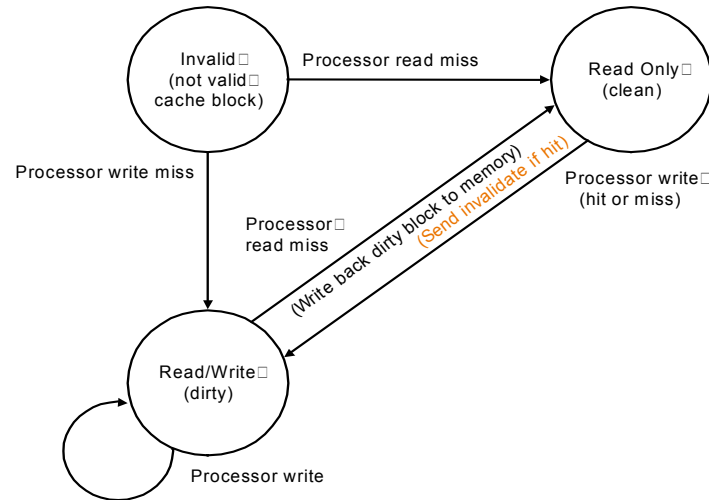 Invalid□
(not valid□
cache block)
Processor read miss
Read Only□
(clean)
Processor write miss
Processor□
read miss
(Write back dirty block to memory)
(Send invalidate if hit)
Processor write□
(hit or miss)
Read/Write□
(dirty)
Processor write